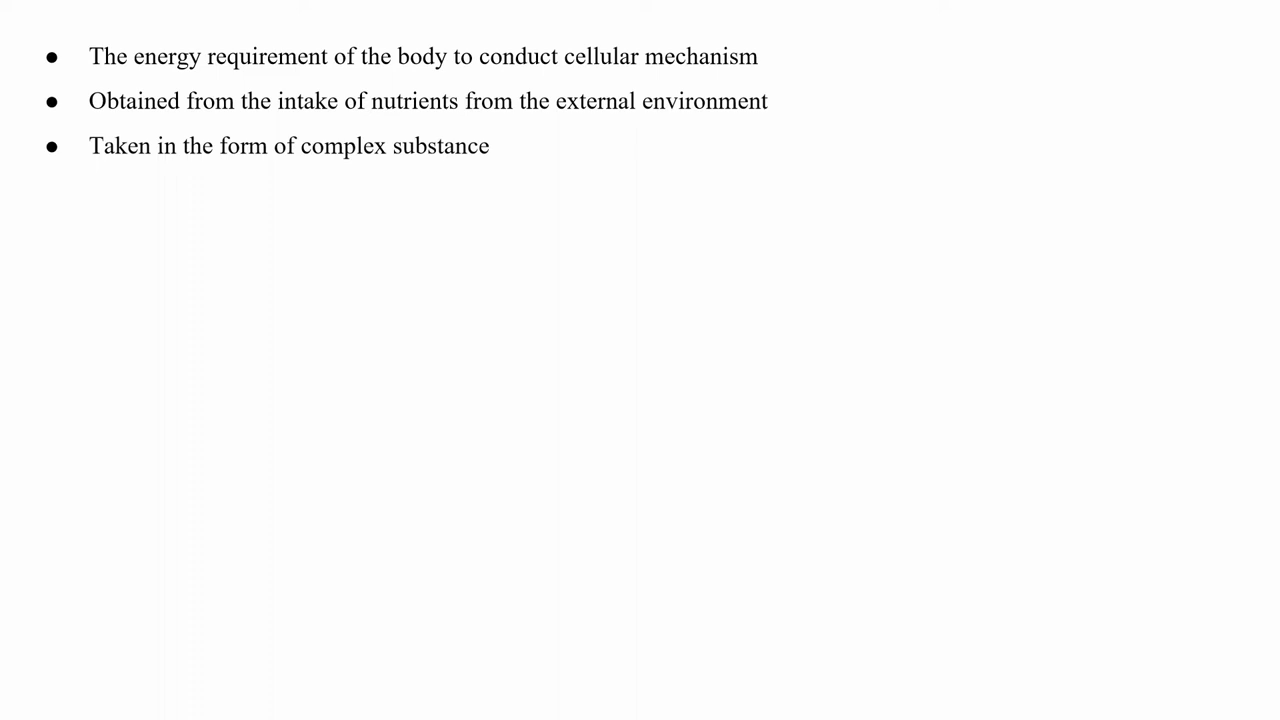 ● The energy requirement of the body to conduct cellular mechanism
● Obtained from the intake of nutrients from the external environment
● Taken in the form of complex substance